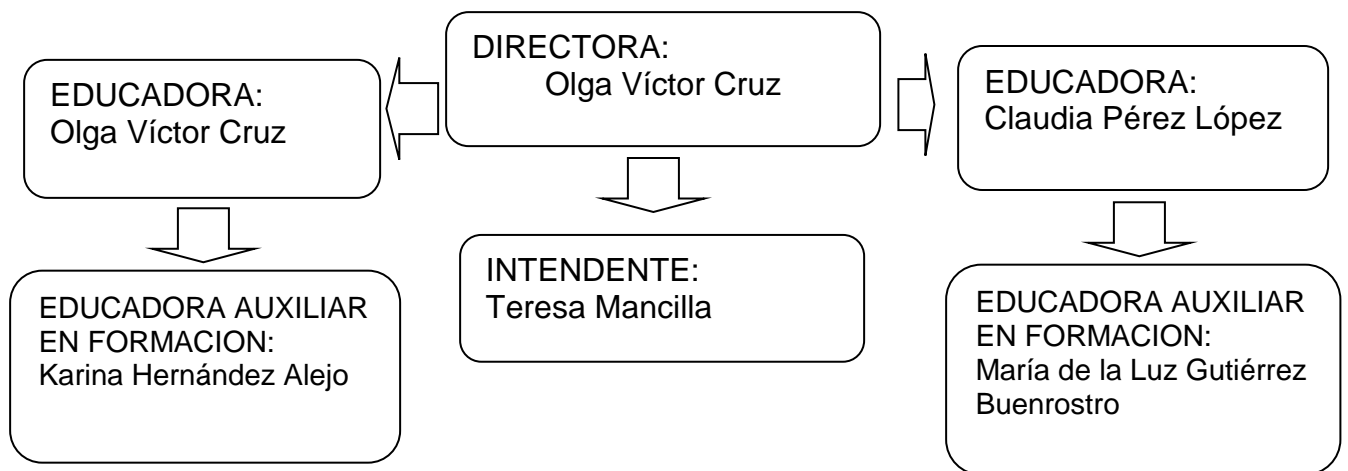 DIRECTORA:
Olga Víctor Cruz
EDUCADORA:
Olga Víctor Cruz
EDUCADORA:
Claudia Pérez López
EDUCADORA AUXILIAR
EN FORMACION:
Karina Hernández Alejo
INTENDENTE:
Teresa Mancilla
EDUCADORA AUXILIAR
EN FORMACION:
María de la Luz Gutiérrez
Buenrostro